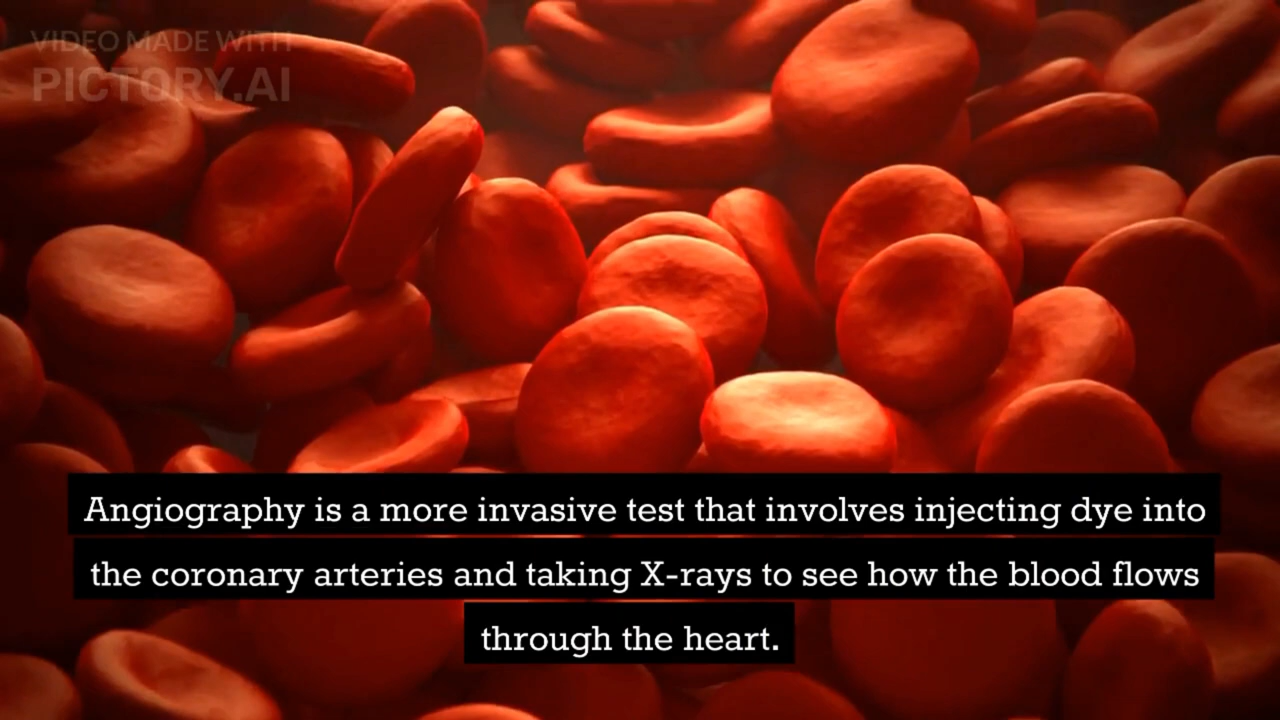 VIDEO MADE WITH
PICTORY.AI
Angiography is a more invasive test that involves injecting dye into
the coronary arteries and taking X-rays to see how the blood flows
through the heart.